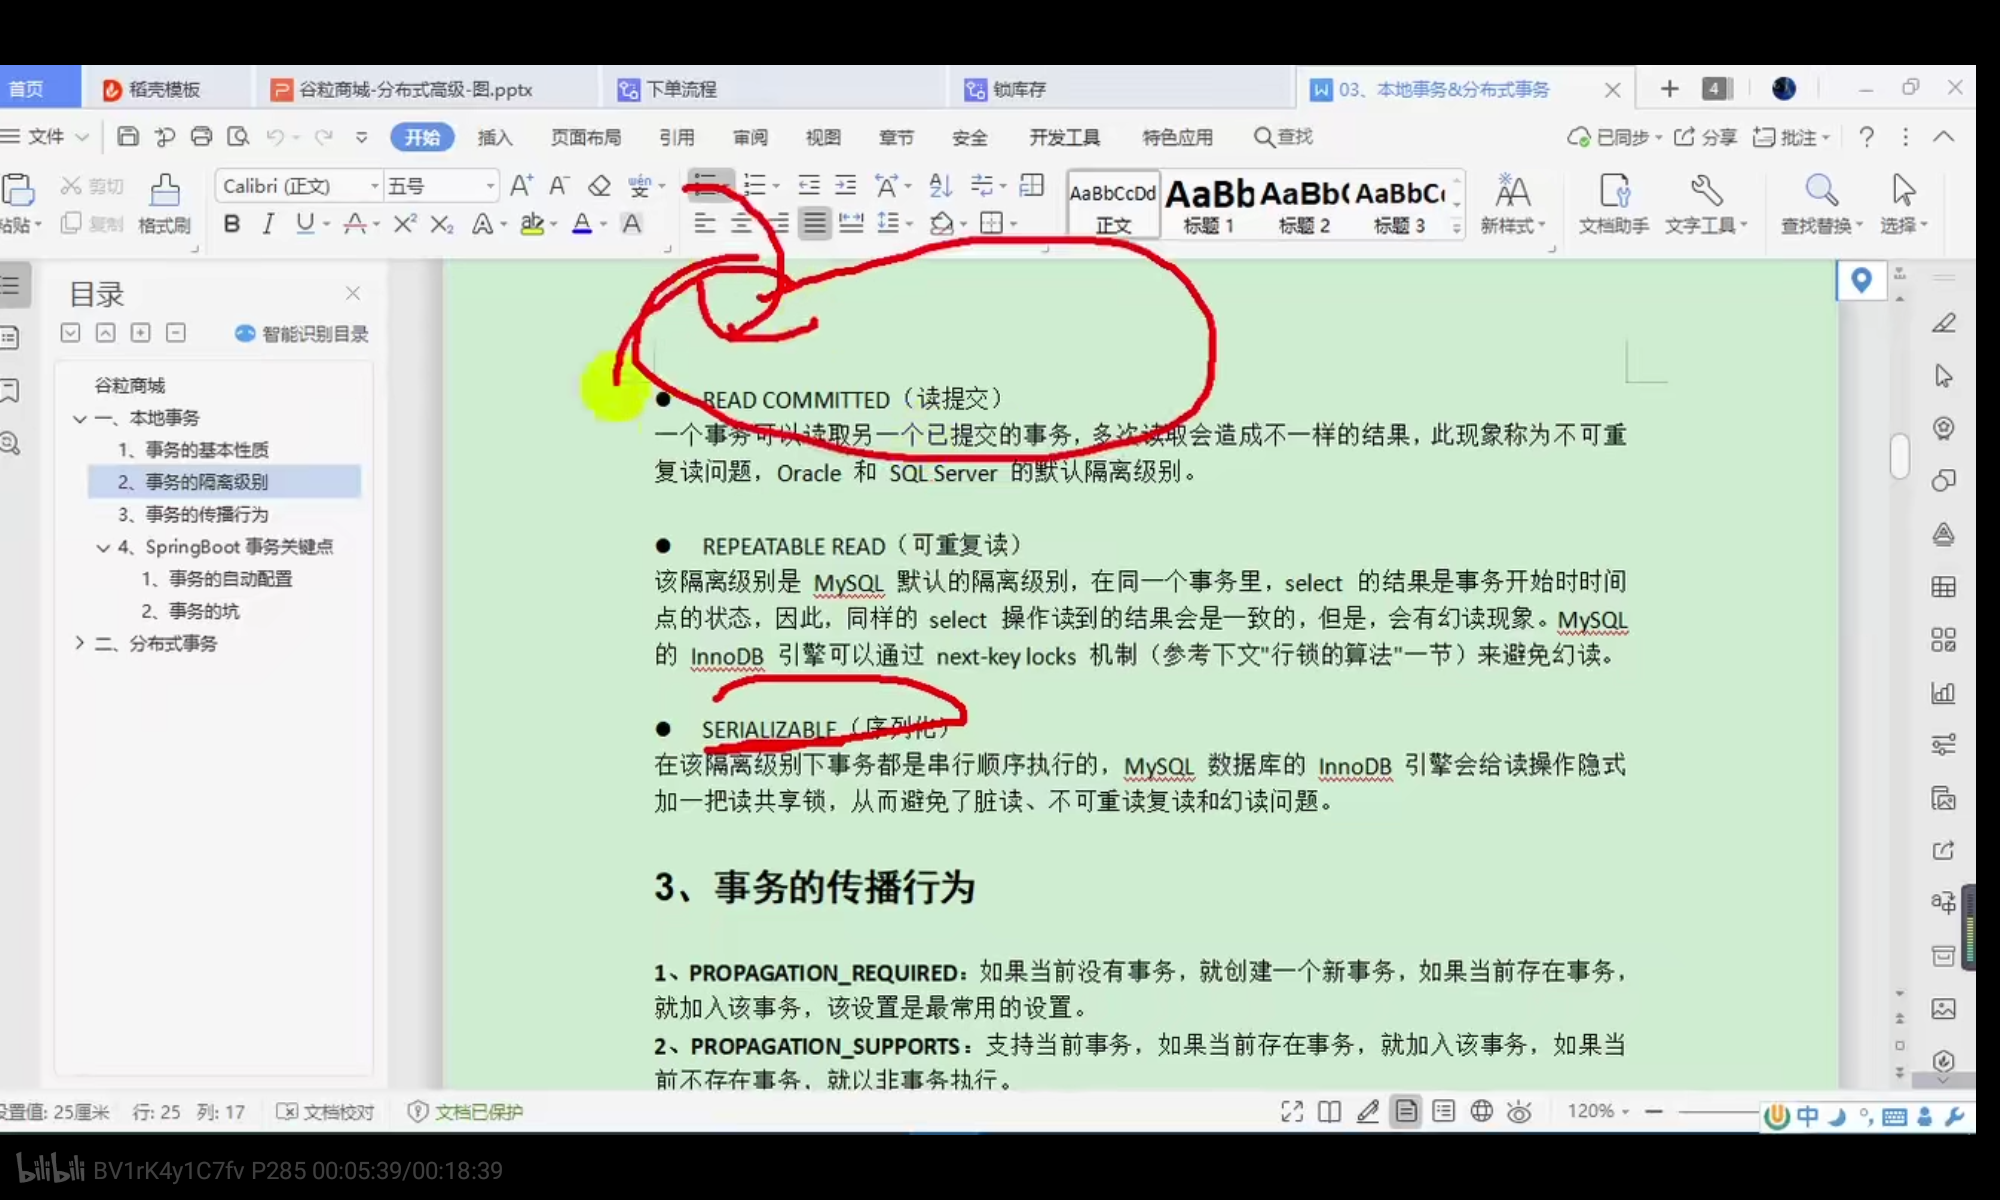 首页
稻壳模板
谷粒商城-分布式高级-图.pptx
下单流程
锁库存
03、本地事务&分布式事务
4
文件
开始
插入
页面布局
引用
审阅
视图
章节
安全
开发工具
特色应用
查找
已同步
分享
批注
剪切
复制
格式刷
Calibri (正文)
五号
AaBbCcDd
正文
标题 1
标题 2
标题 3
新样式
文档助手
文字工具
查找替换
选择
目录
智能识别目录
谷粒商城
一、本地事务
1、事务的基本性质
2、事务的隔离级别
3、事务的传播行为
4、SpringBoot 事务关键点
1、事务的自动配置
2、事务的坑
二、分布式事务
● READ COMMITTED（读提交）
一个事务可以读取另一个已提交的事务，多次读取会造成不一样的结果，此现象称为不可重
复读问题，Oracle 和 SQL Server 的默认隔离级别。
● REPEATABLE READ（可重复读）
该隔离级别是 MySQL 默认的隔离级别，在同一个事务里，select 的结果是事务开始时时间
点的状态，因此，同样的 select 操作读到的结果会是一致的，但是，会有幻读现象。MySQL
的 InnoDB 引擎可以通过 next-key locks 机制（参考下文"行锁的算法"一节）来避免幻读。
● SERIALIZABLE（序列化）
在该隔离级别下事务都是串行顺序执行的，MySQL 数据库的 InnoDB 引擎会给读操作隐式
加一把读共享锁，从而避免了脏读、不可重读复读和幻读问题。
3、事务的传播行为
1、PROPAGATION_REQUIRED：如果当前没有事务，就创建一个新事务，如果当前存在事务，
就加入该事务，该设置是最常用的设置。
2、PROPAGATION_SUPPORTS：支持当前事务，如果当前存在事务，就加入该事务，如果当
前不存在事务，就以非事务执行。
行: 25 列: 17
文档校对
文档已保护
120%
中
bilibili BV1rK4y1C7fv P285 00:05:39/00:18:39